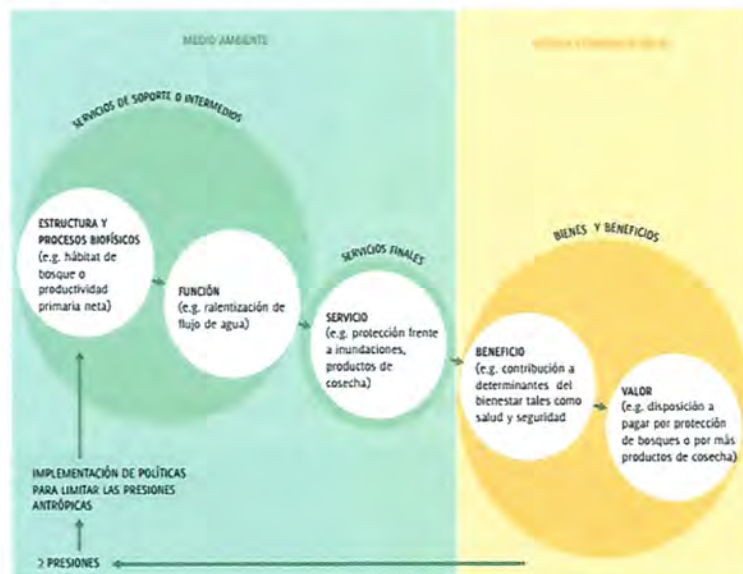 MEDIO AMBIENTE
SERVICIOS DE SOPORTE O INTERMEDIOS
ESTRUCTURA Y
PROCESOS BIOFÍSICOS
(e.g. hábitat de
bosque o
productividad
primaria neta)
FUNCIÓN
(e.g. ralentización de
flujo de agua)
SERVICIOS FINALES
SERVICIO
(e.g. protección frente
a inundaciones,
productos de
cosecha)
BIENES Y BENEFICIOS
BENEFICIO
(e.g. contribución a
determinantes del
bienestar tales como
salud y seguridad
VALOR
(e.g. disposición a
pagar por protección
de bosques o por más
productos de cosecha)
IMPLEMENTACIÓN DE POLÍTICAS
PARA LIMITAR LAS PRESIONES
ANTRÓPICAS
PRESIONES